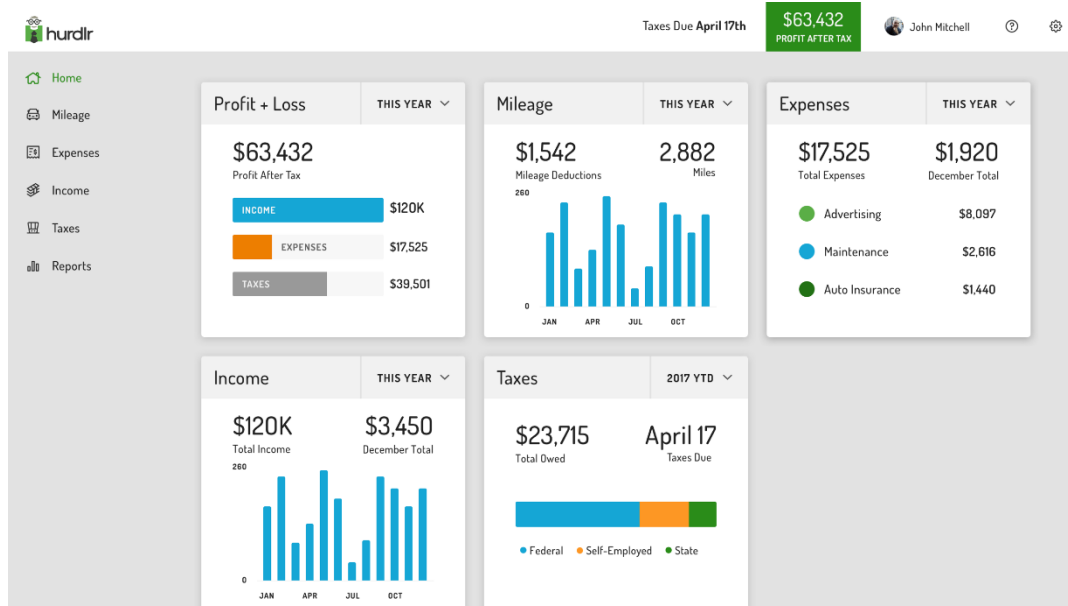 hurdlr
Taxes Due April 17th
$63,432
PROFIT AFTER TAX
John Mitchell
?
Home
Mileage
Expenses
Income
Taxes
Reports
Profit + Loss
THIS YEAR
$63,432
Profit After Tax
INCOME
$120K
EXPENSES
$17,525
TAXES
$39,501
Mileage
THIS YEAR
$1,542
2,882
Mileage Deductions
Miles
260
0
JAN APR JUL OCT
Expenses
THIS YEAR
$17,525
$1,920
Total Expenses
December Total
Advertising
$8,097
Maintenance
$2,616
Auto Insurance
$1,440
Income
THIS YEAR
$120K
$3,450
Total Income
December Total
260
0
JAN APR JUL OCT
Taxes
2017 YTD
$23,715
April 17
Total Owed
Taxes Due
Federal Self-Employed State